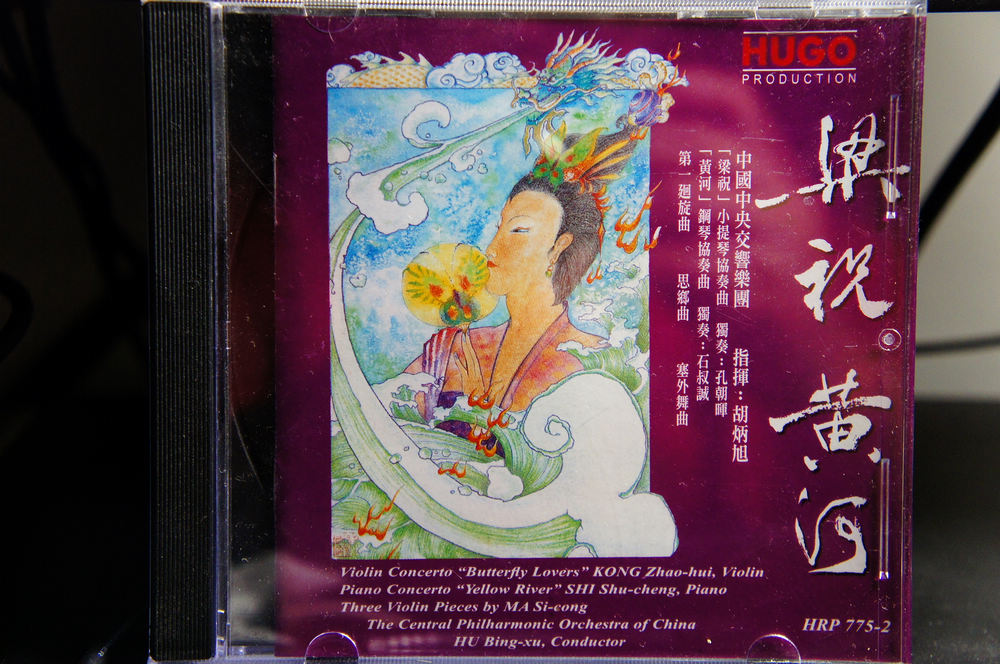 HUGO
PRODUCTION
梁祝•黃河
中國中央交響樂團 指揮：胡炳旭
「梁祝」小提琴協奏曲 獨奏：孔朝暉
「黃河」鋼琴協奏曲 獨奏：石叔誠
第一廻旋曲 思鄉曲 塞外舞曲
Violin Concerto “Butterfly Lovers” KONG Zhao-hui, Violin
Piano Concerto “Yellow River” SHI Shu-cheng, Piano
Three Violin Pieces by MA Si-cong
The Central Philharmonic Orchestra of China
HU Bing-xu, Conductor
HRP 775-2